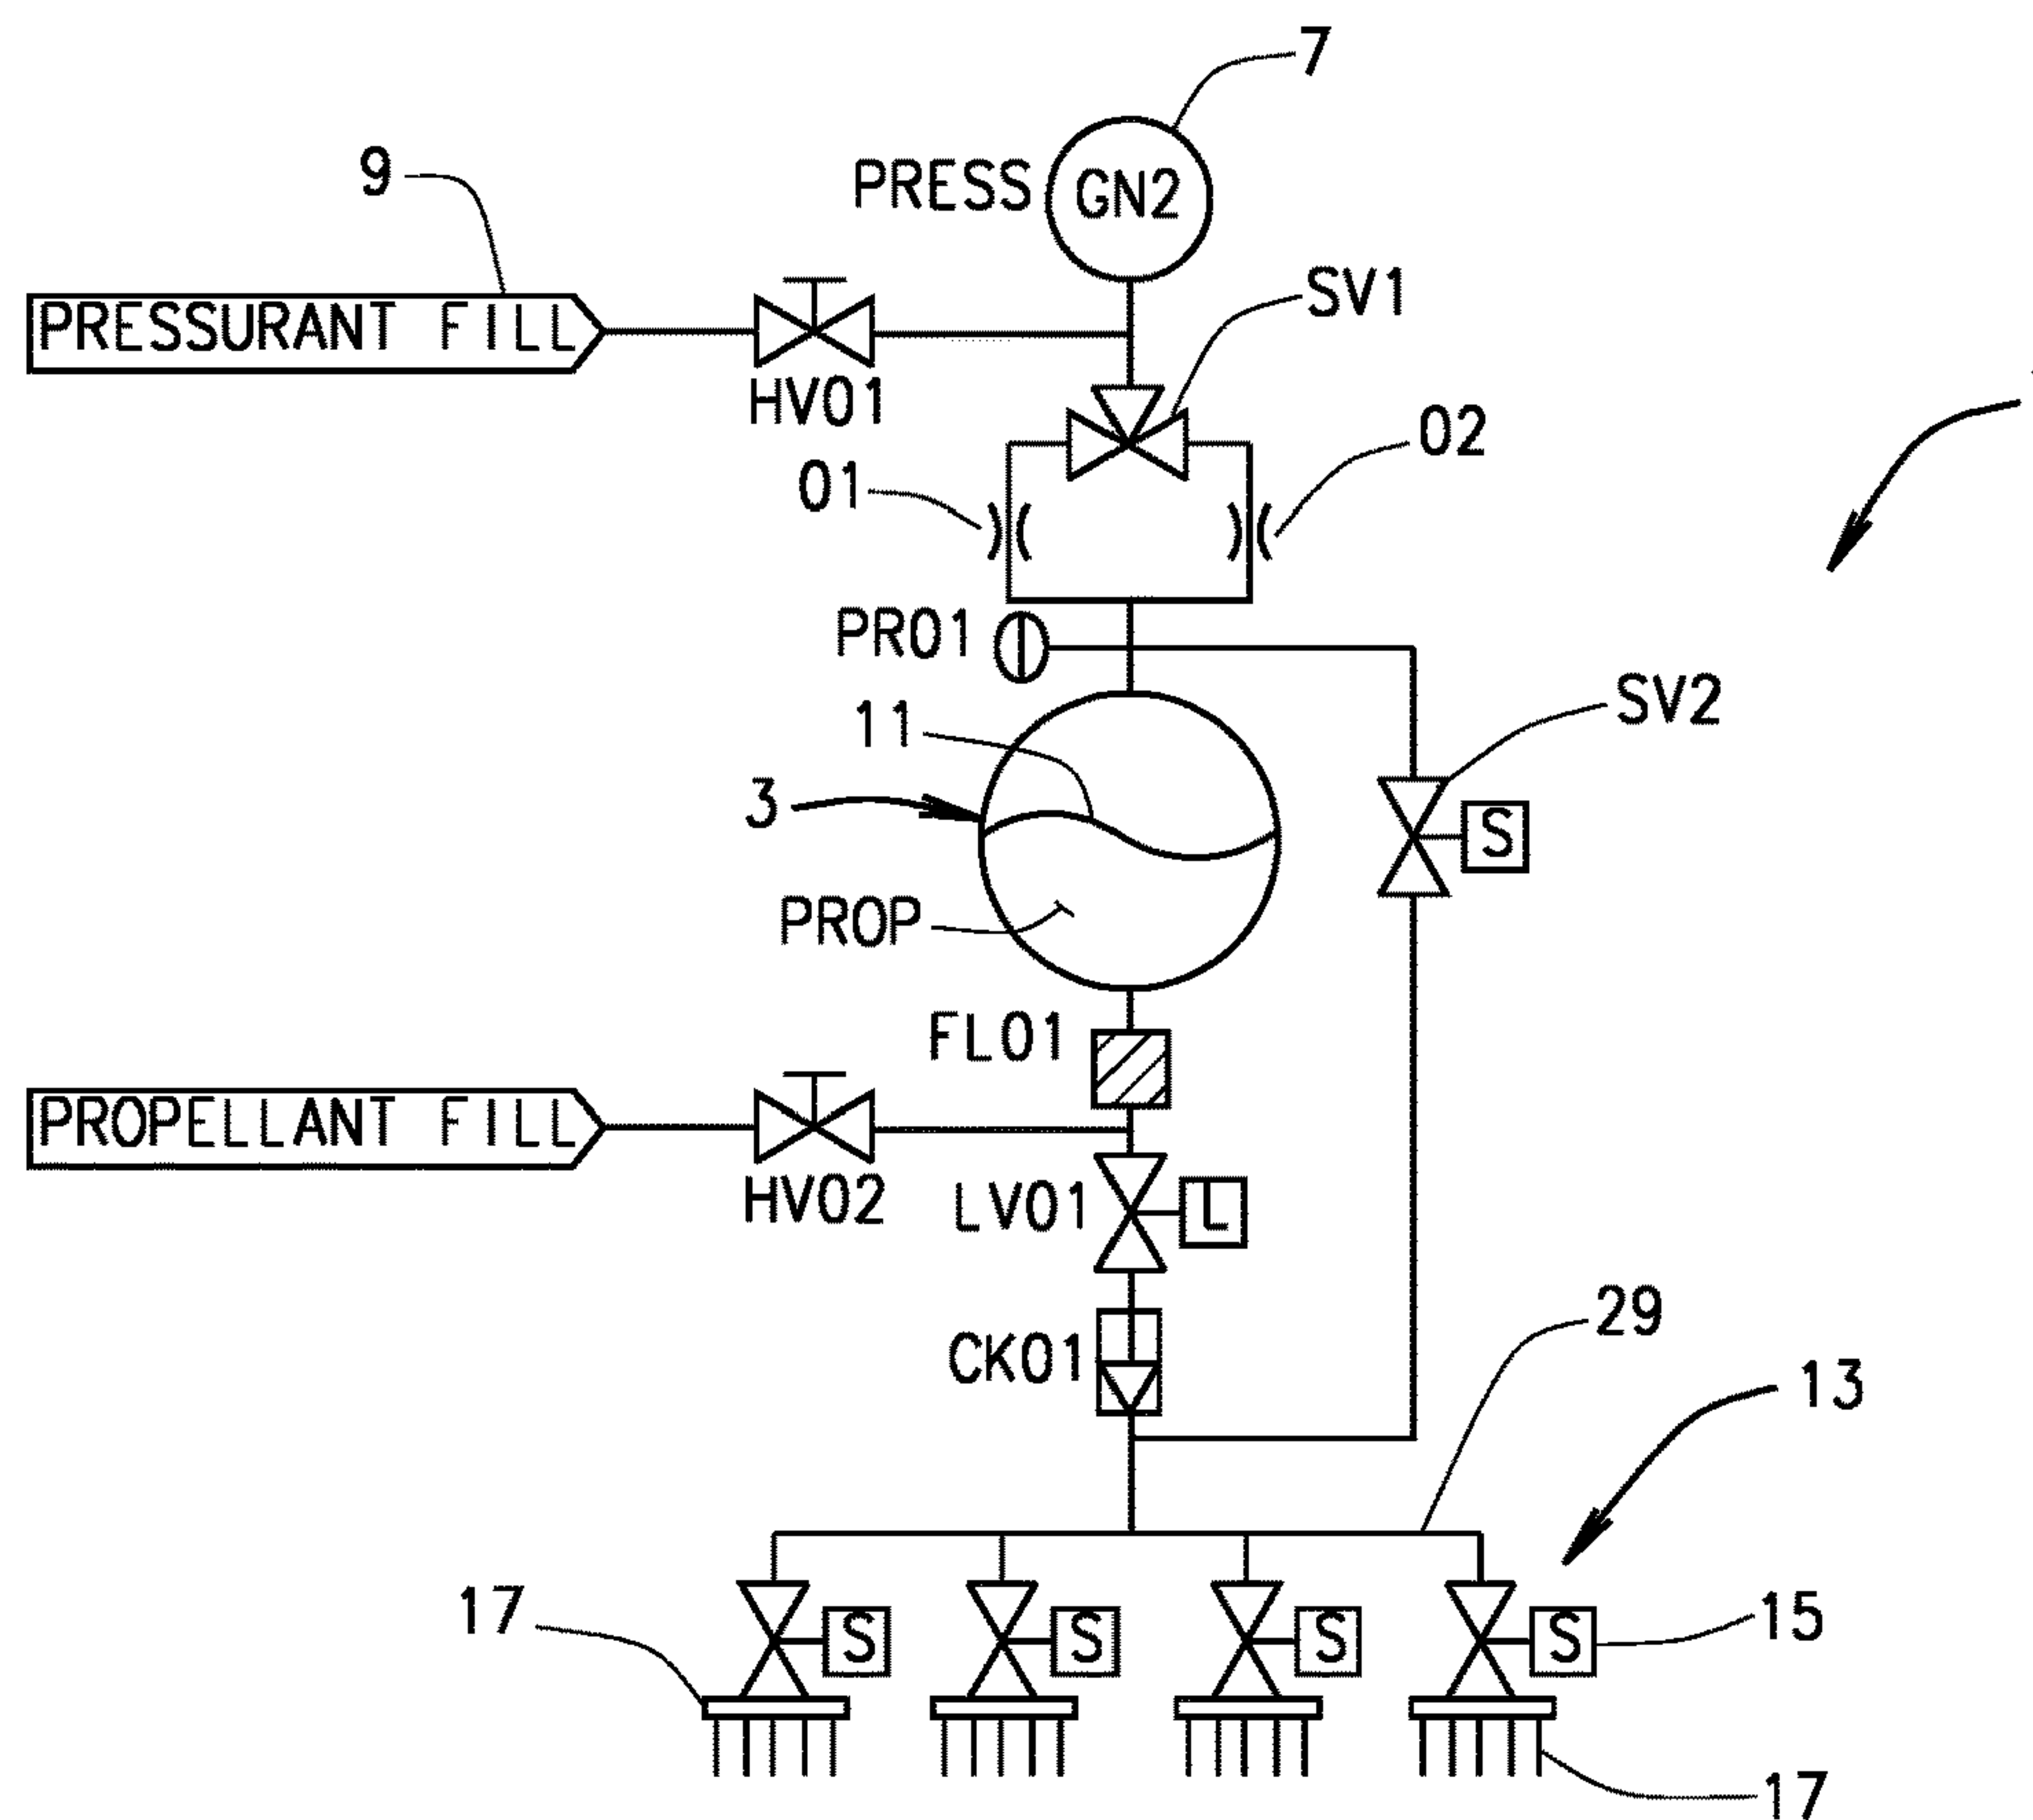 7
9
PRESS
GN2
PRESSURANT FILL
SV1
HV01
01
02
PR01
SV2
11
3
S
PROP
FL01
PROPELLANT FILL
HV02
LV01
L
CK01
29
13
17
S
S
S
S
15
17